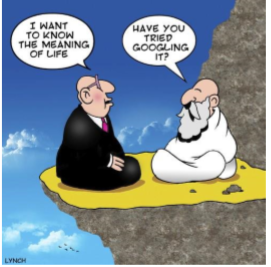 I WANT
TO KNOW
THE MEANING
OF LIFE
HAVE YOU
TRIED
GOOGLING
IT?
LYNCH